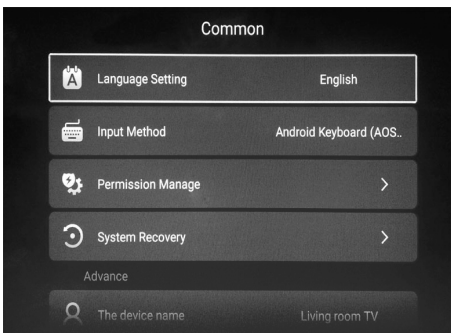 Common
Language Setting English
Input Method Android Keyboard (AOS..
Permission Manage
System Recovery
Advance
The device name Living room TV